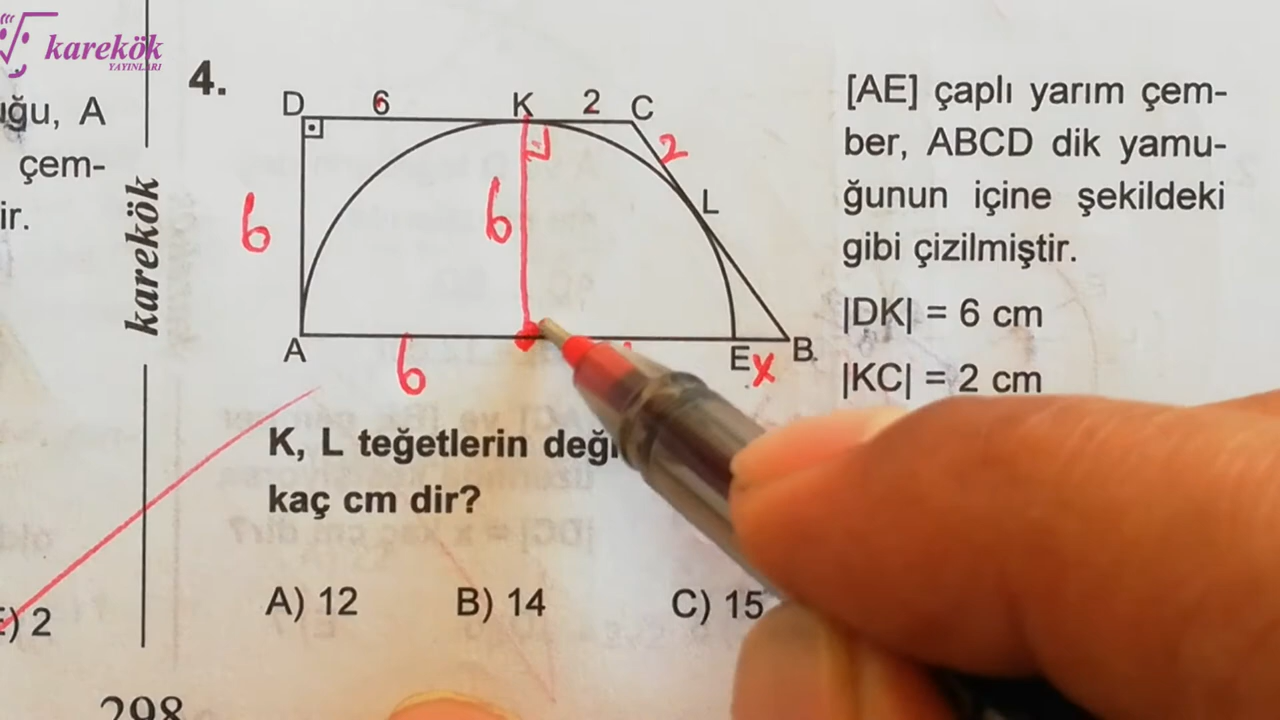 karekök
YAYINLARI
uğu, A
çem-
ir.
karekök
2
298
4.
D 6 K 2 C
2
6 6 L
A 6 E x B
[AE] çaplı yarım çem-
ber, ABCD dik yamu-
ğunun içine şekildeki
gibi çizilmiştir.
|DK| = 6 cm
|KC| = 2 cm
K, L teğetlerin
kaç cm dir?
A) 12 B) 14 C) 15